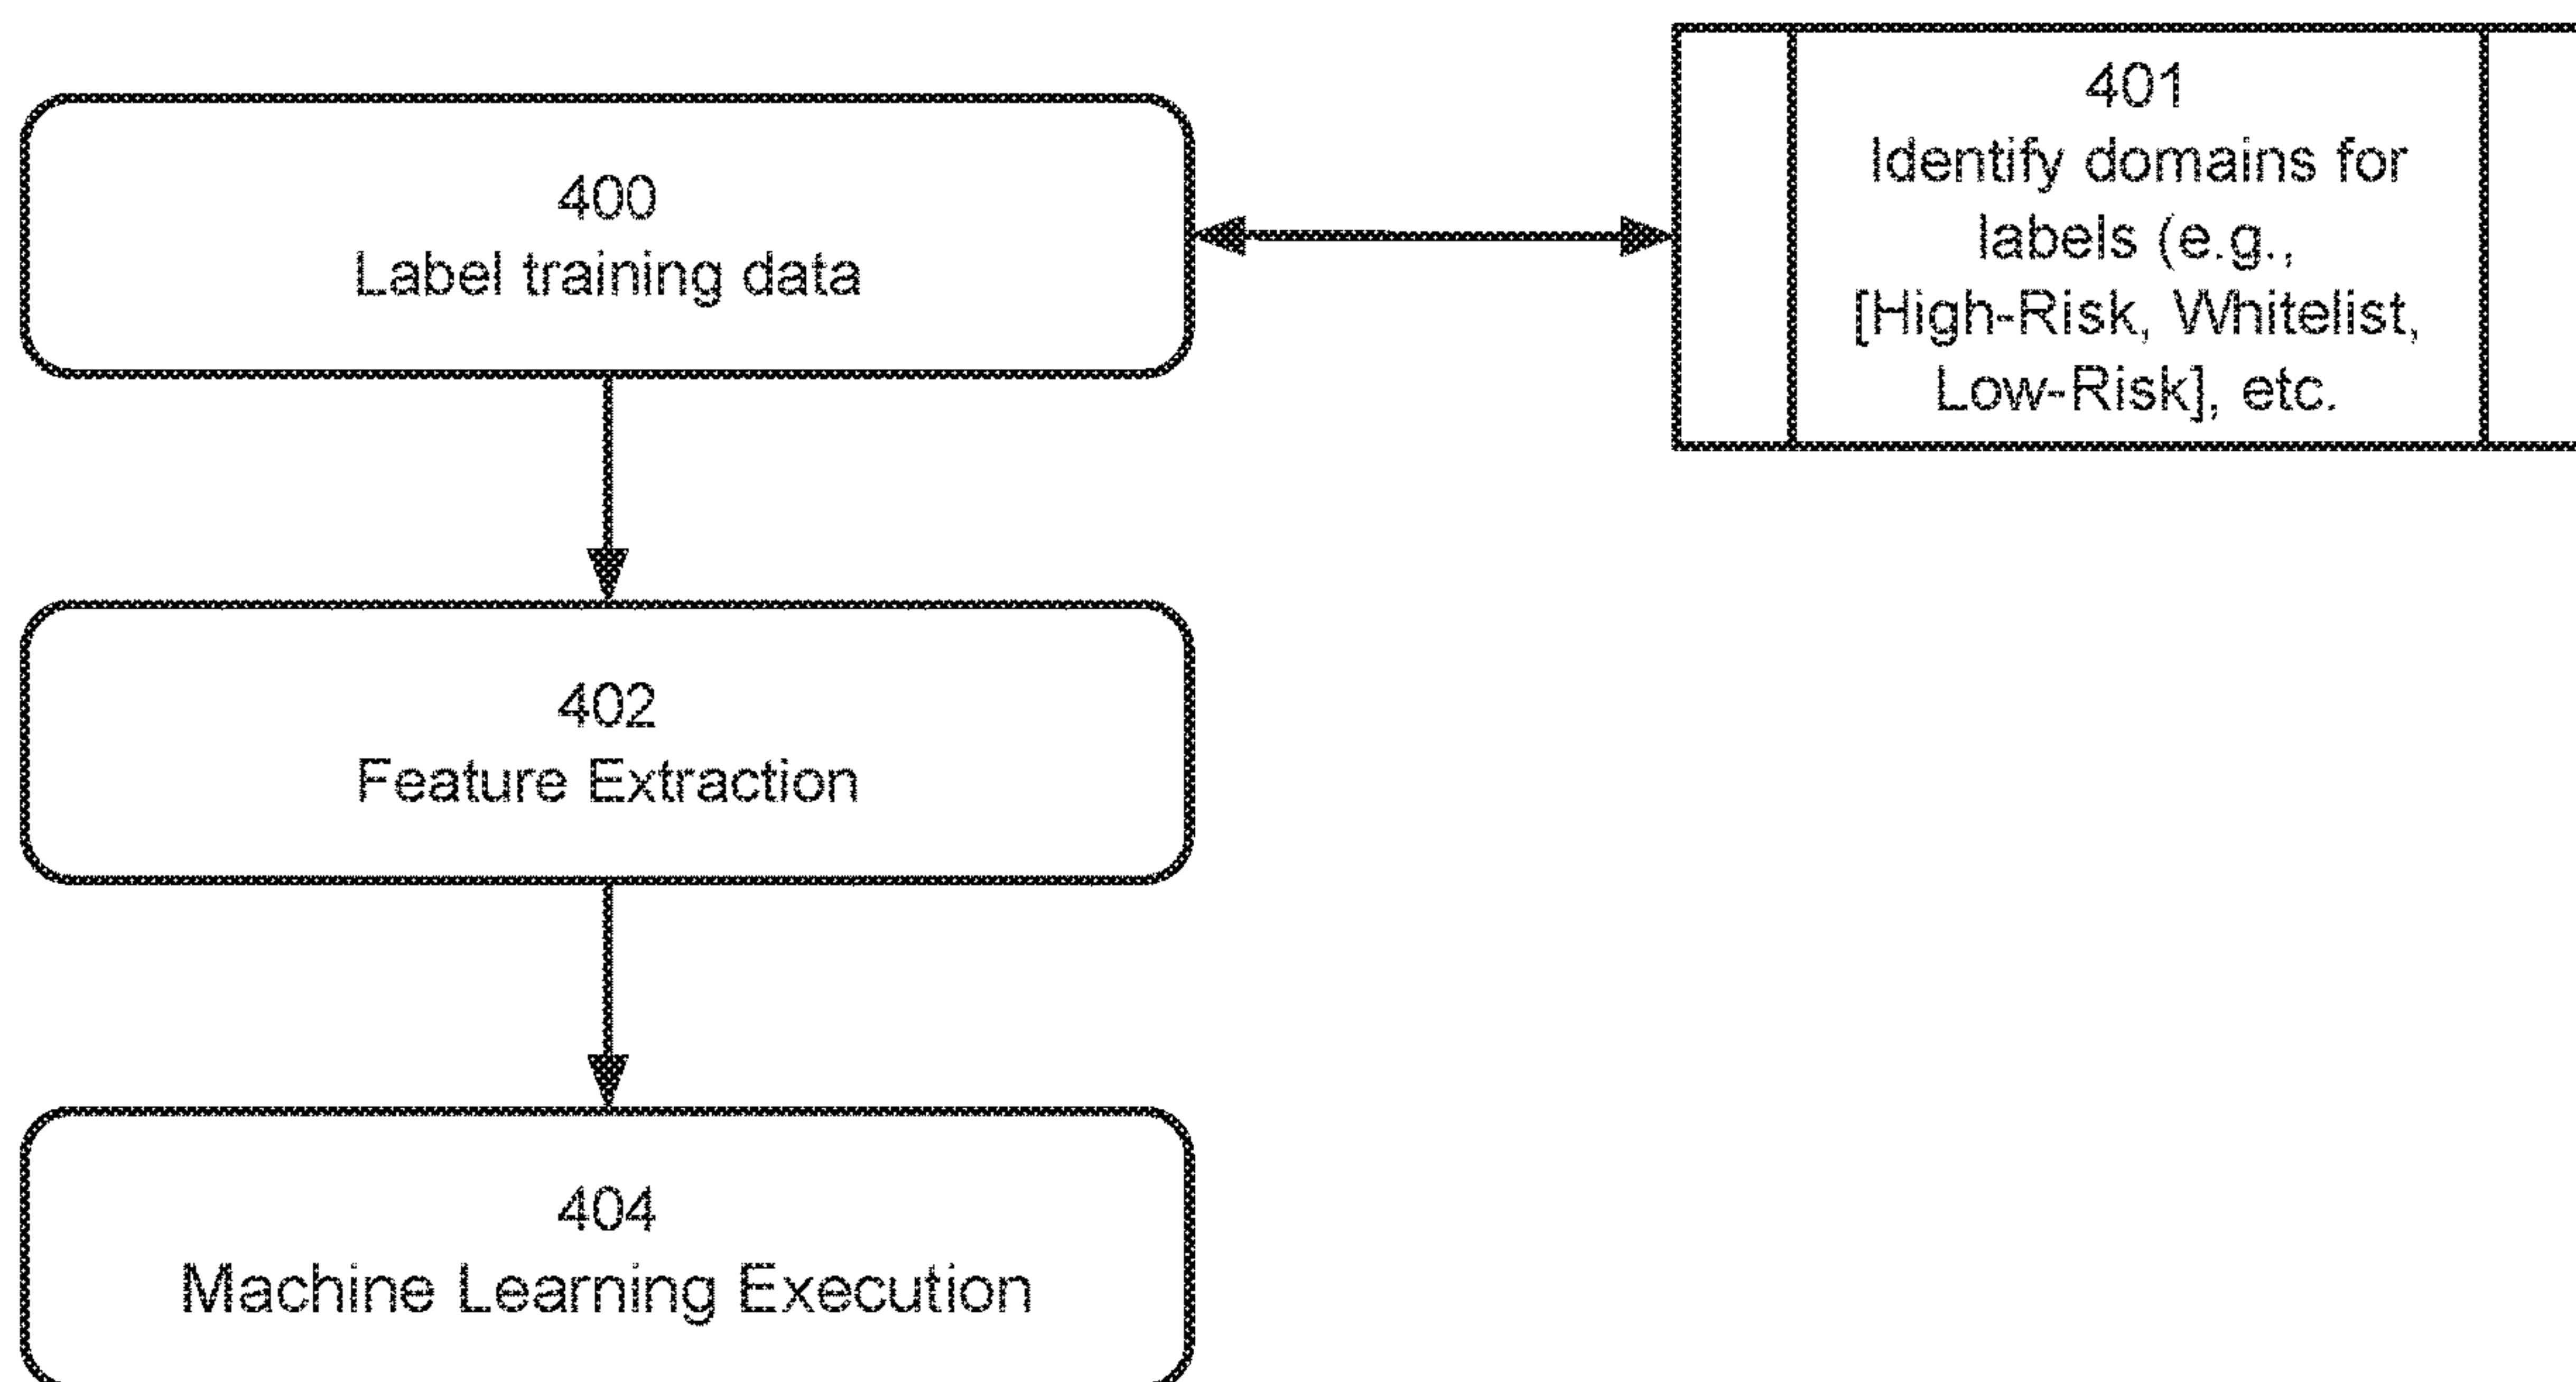 400
Label training data
401
Identify domains for
labels (e.g.,
[High-Risk, Whitelist,
Low-Risk], etc.
402
Feature Extraction
404
Machine Learning Execution